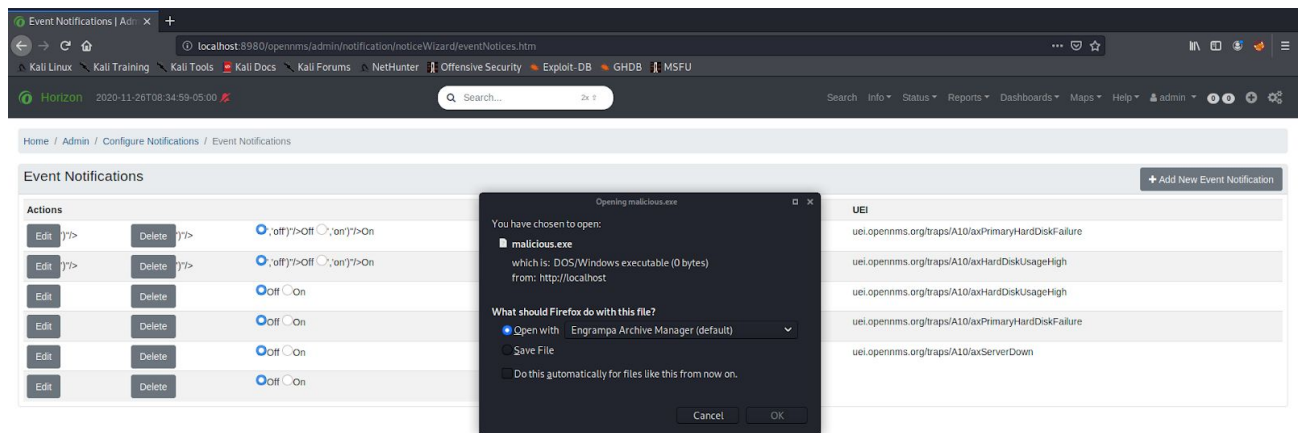 Event Notifications | Adm
localhost:8980/opennms/admin/notification/noticeWizard/eventNotices.htm
Kali Linux Kali Training Kali Tools Kali Docs Kali Forums NetHunter Offensive Security Exploit-DB GHDB MSFU
Horizon 2020-11-26T08:34:59-05:00 Search... 2x ⇧ Search Info Status Reports Dashboards Maps Help admin 0 0
Home / Admin / Configure Notifications / Event Notifications
Event Notifications + Add New Event Notification
Actions UEI
Edit ')"/> Delete ')"/> ','off')"/>Off ','on')"/>On uei.opennms.org/traps/A10/axPrimaryHardDiskFailure
Edit ')"/> Delete ')"/> ','off')"/>Off ','on')"/>On uei.opennms.org/traps/A10/axHardDiskUsageHigh
Edit Delete Off On uei.opennms.org/traps/A10/axHardDiskUsageHigh
Edit Delete Off On uei.opennms.org/traps/A10/axPrimaryHardDiskFailure
Edit Delete Off On uei.opennms.org/traps/A10/axServerDown
Edit Delete Off On
Opening malicious.exe
You have chosen to open:
malicious.exe
which is: DOS/Windows executable (0 bytes)
from: http://localhost
What should Firefox do with this file?
Open with Engrampa Archive Manager (default)
Save File
Do this automatically for files like this from now on.
Cancel OK